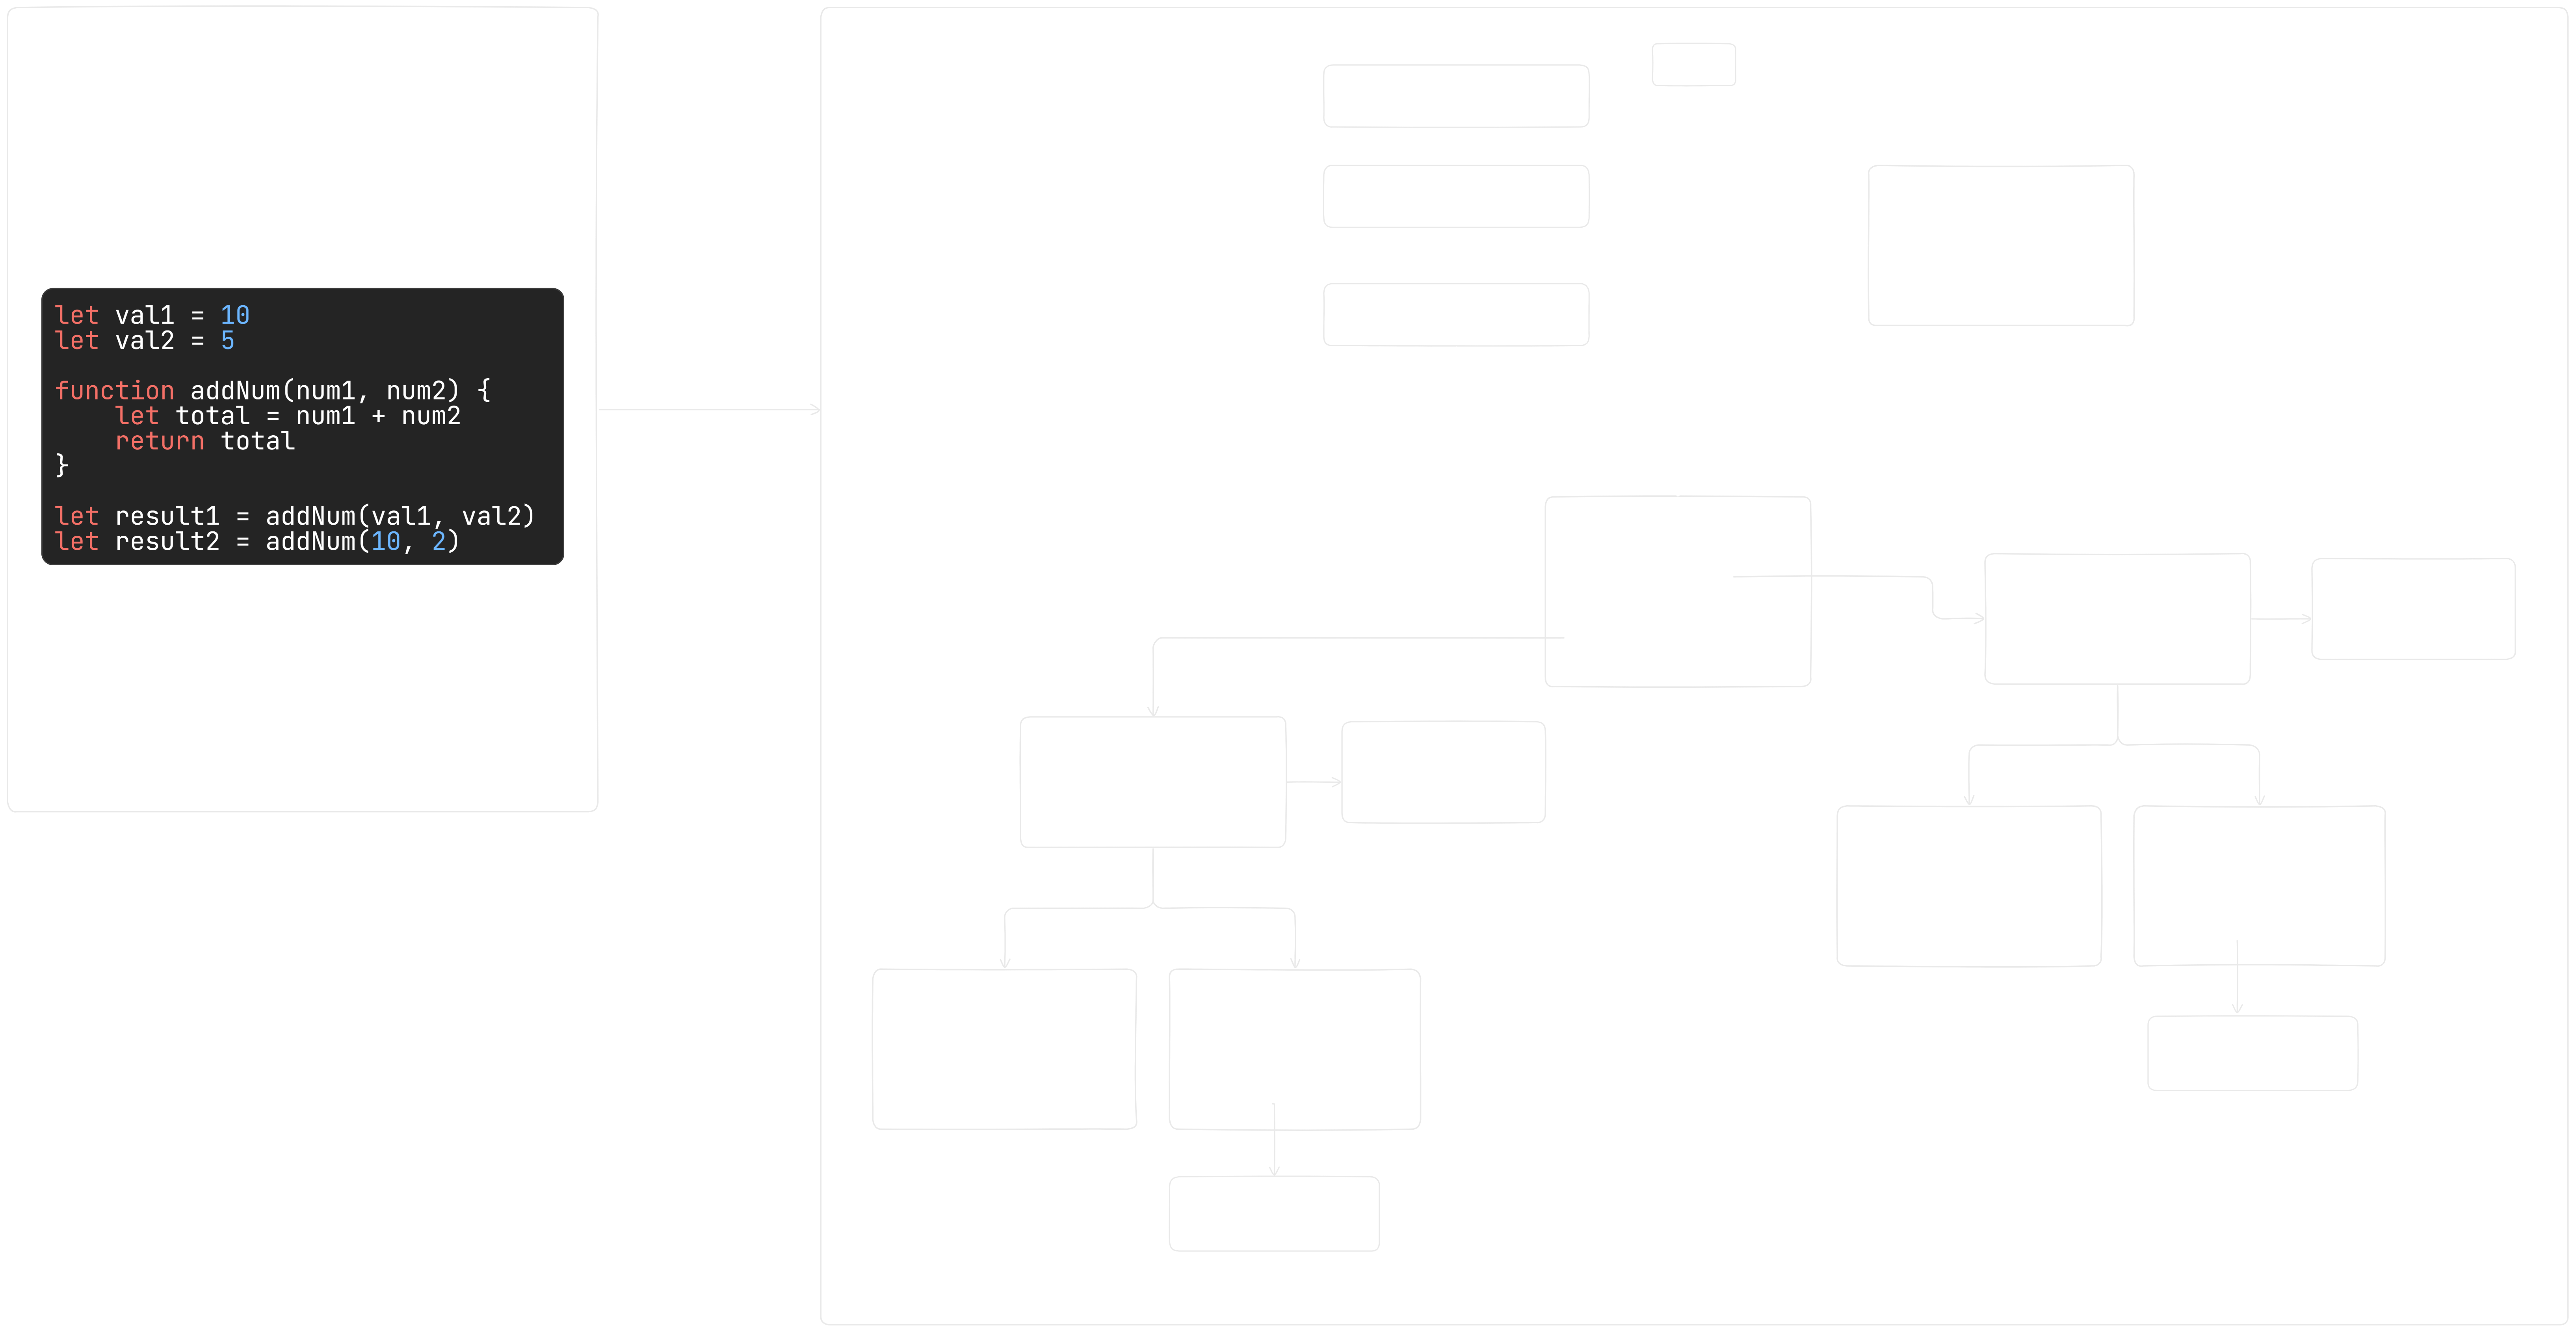 let val1 = 10
let val2 = 5
function addNum(num1, num2) {
let total = num1 + num2
return total
}
let result1 = addNum(val1, val2)
let result2 = addNum(10, 2)